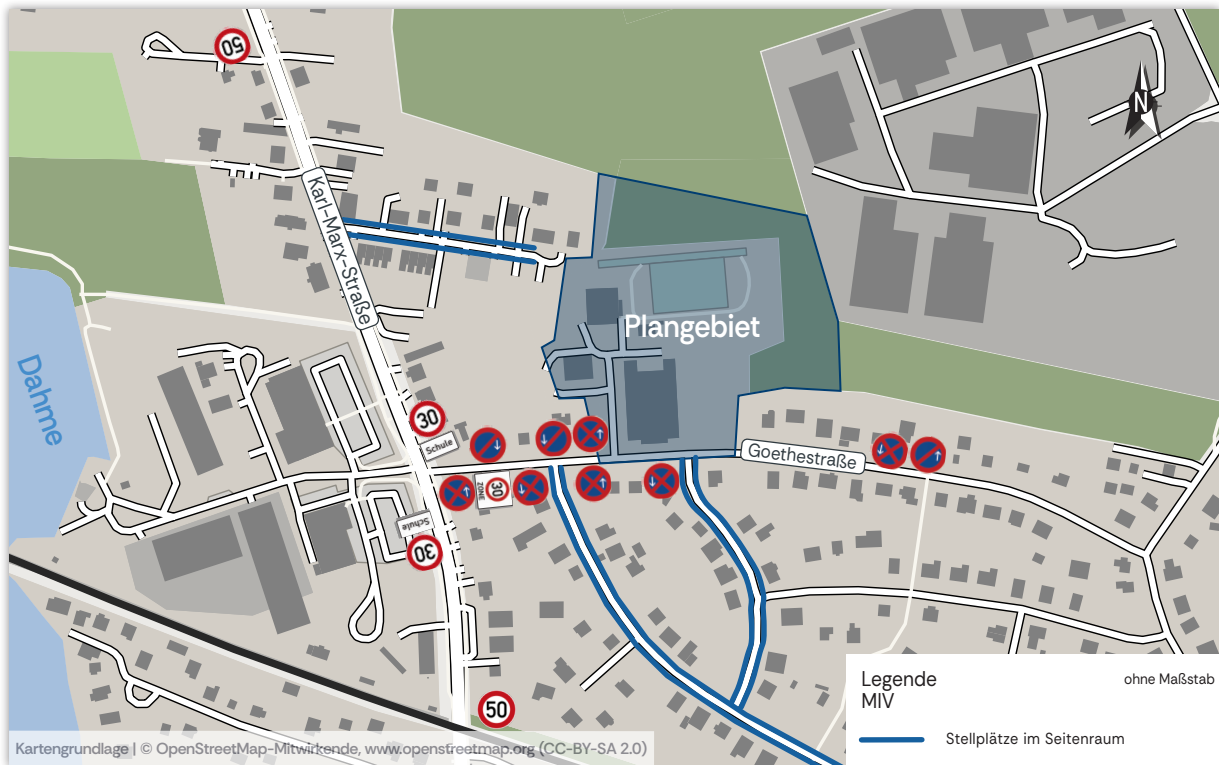 50
N
Karl-Marx-Straße
Plangebiet
Dahme
30
Schule
Goethestraße
30
ZONE
Schule
30
50
Legende
MIV
ohne Maßstab
Stellplätze im Seitenraum
Kartengrundlage | © OpenStreetMap-Mitwirkende, www.openstreetmap.org (CC-BY-SA 2.0)